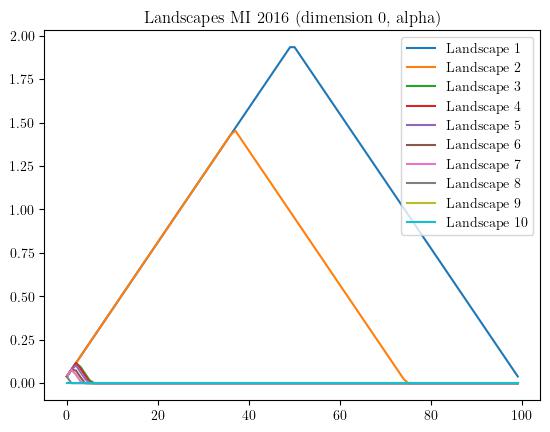 Landscapes MI 2016 (dimension 0, alpha)
2.00
1.75
1.50
1.25
1.00
0.75
0.50
0.25
0.00
0 20 40 60 80 100
Landscape 1
Landscape 2
Landscape 3
Landscape 4
Landscape 5
Landscape 6
Landscape 7
Landscape 8
Landscape 9
Landscape 10